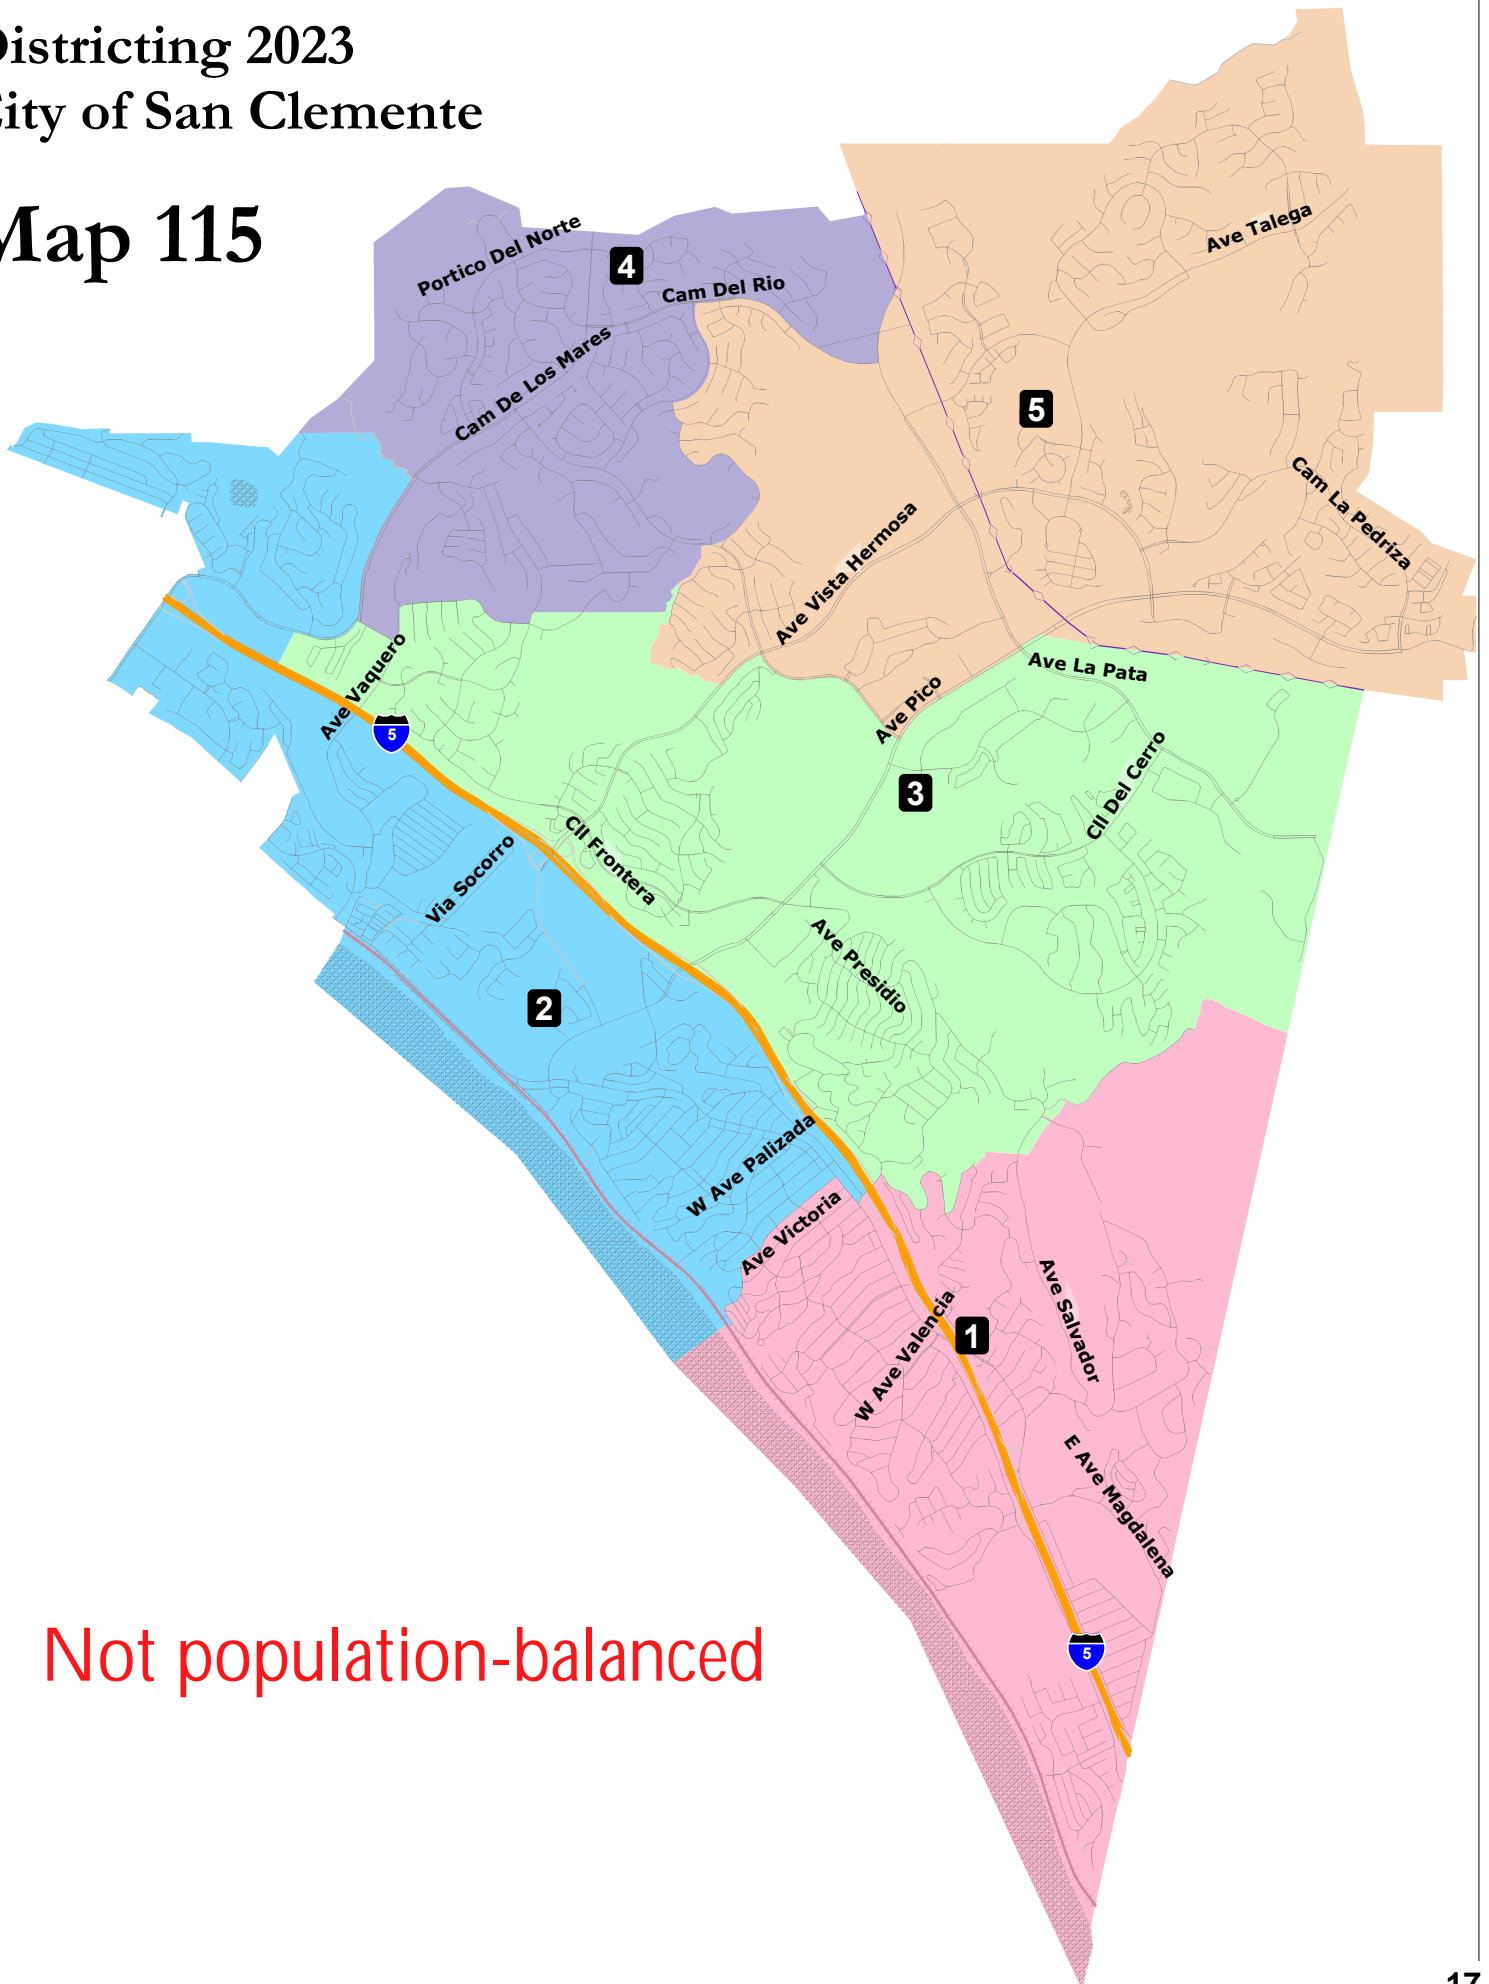 Districting 2023
City of San Clemente
Map 115
Portico Del Norte
4
Cam Del Rio
Cam De Los Mares
Ave Talega
5
Cam La Pedriza
Ave Vista Hermosa
Ave Vaquero
5
Ave La Pata
Ave Pico
3
Cll Del Cerro
Cll Frontera
Via Socorro
Ave Presidio
2
W Ave Palizada
Ave Victoria
Ave Salvador
W Ave Valencia
1
E Ave Magdalena
5
Not population-balanced
17